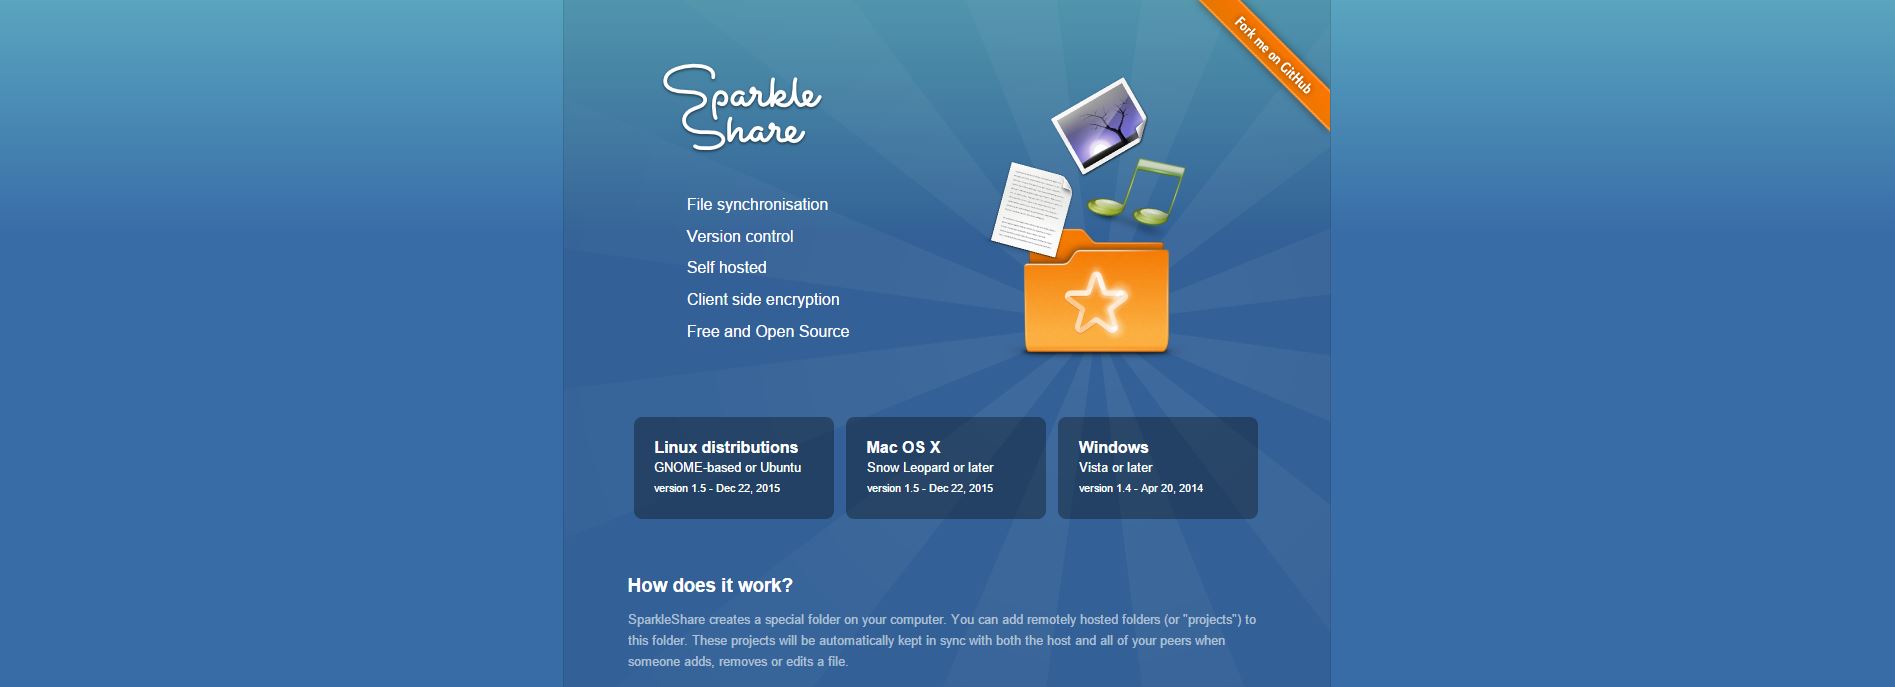 Fork me on GitHub
Sparkle
Share
File synchronisation
Version control
Self hosted
Client side encryption
Free and Open Source
Linux distributions
GNOME-based or Ubuntu
version 1.5 - Dec 22, 2015
Mac OS X
Snow Leopard or later
version 1.5 - Dec 22, 2015
Windows
Vista or later
version 1.4 - Apr 20, 2014
How does it work?
SparkleShare creates a special folder on your computer. You can add remotely hosted folders (or "projects") to
this folder. These projects will be automatically kept in sync with both the host and all of your peers when
someone adds, removes or edits a file.